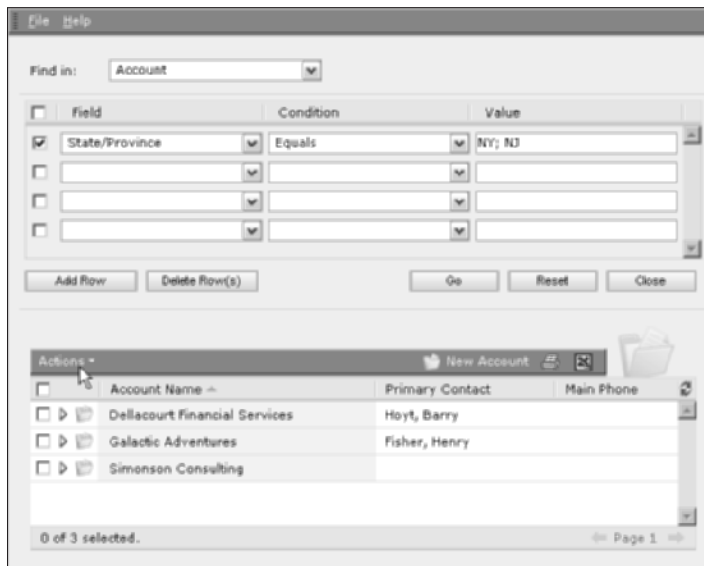 File Help
Find in: Account
Field Condition Value
State/Province Equals NY; NJ
Add Row Delete Row(s) Go Reset Close
Actions New Account
Account Name Primary Contact Main Phone
Dellacourt Financial Services Hoyt, Barry
Galactic Adventures Fisher, Henry
Simonson Consulting
0 of 3 selected. Page 1